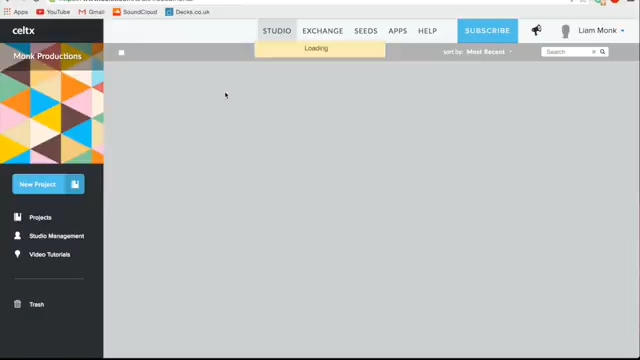 Apps YouTube Gmail SoundCloud Decks.co.uk
celtx STUDIO EXCHANGE SEEDS APPS HELP SUBSCRIBE Liam Monk
Monk Productions Loading sort by: Most Recent Search
New Project
Projects
Studio Management
Video Tutorials
Trash